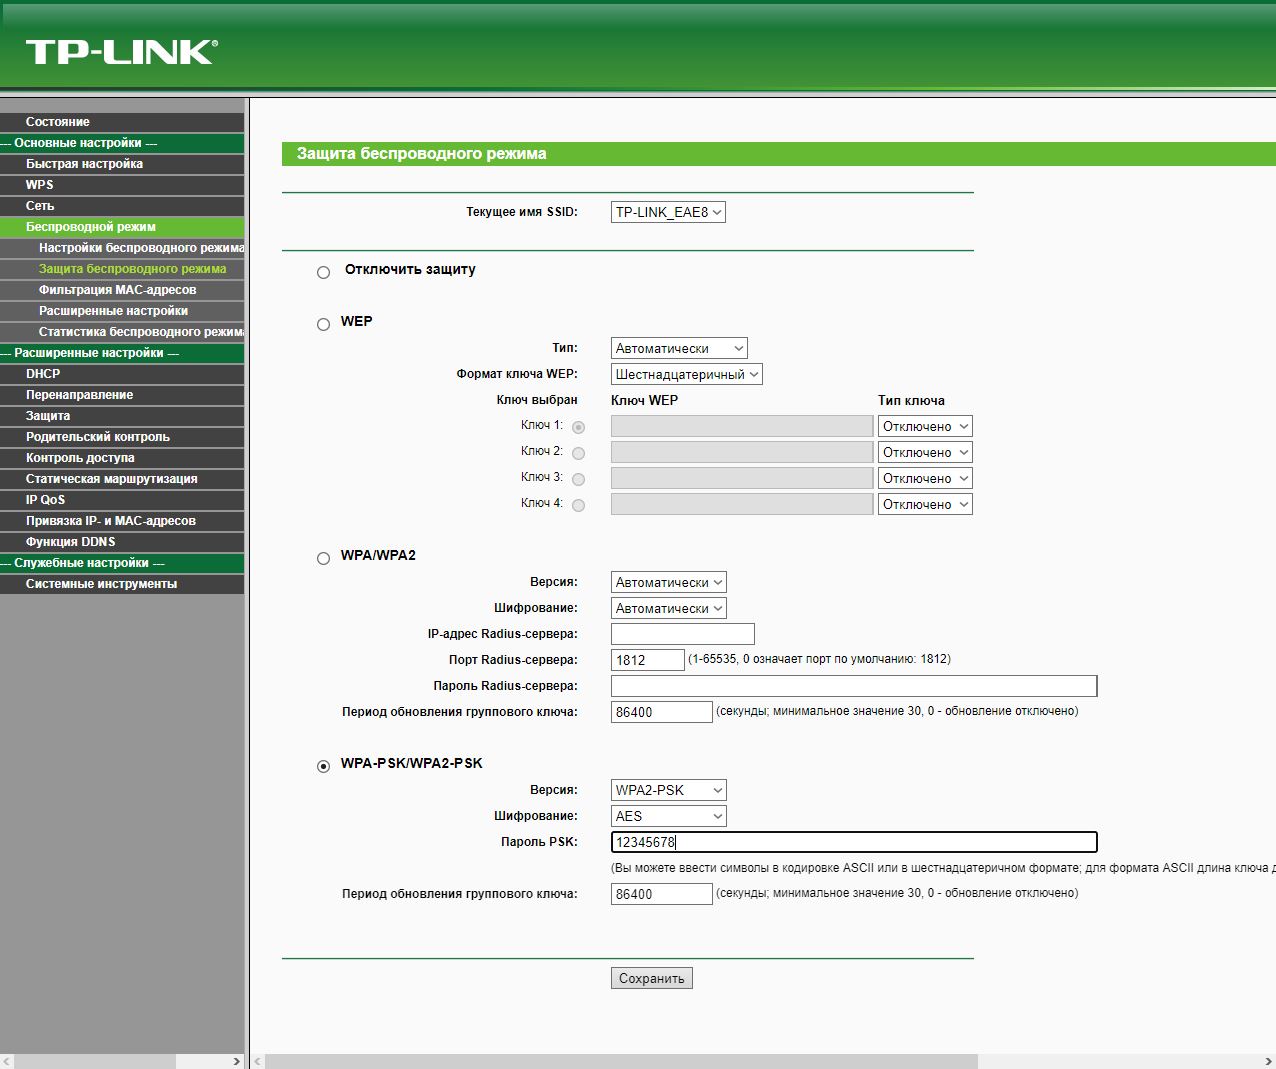 TP-LINK®
Состояние
--- Основные настройки ---
Быстрая настройка
WPS
Сеть
Беспроводной режим
Настройки беспроводного режима
Защита беспроводного режима
Фильтрация MAC-адресов
Расширенные настройки
Статистика беспроводного режима
--- Расширенные настройки ---
DHCP
Перенаправление
Защита
Родительский контроль
Контроль доступа
Статическая маршрутизация
IP QoS
Привязка IP- и MAC-адресов
Функция DDNS
--- Служебные настройки ---
Системные инструменты
Защита беспроводного режима
Текущее имя SSID: TP-LINK_EAE8
Отключить защиту
WEP
Тип: Автоматически
Формат ключа WEP: Шестнадцатеричный
Ключ выбран Ключ WEP Тип ключа
Ключ 1: Отключено
Ключ 2: Отключено
Ключ 3: Отключено
Ключ 4: Отключено
WPA/WPA2
Версия: Автоматически
Шифрование: Автоматически
IP-адрес Radius-сервера:
Порт Radius-сервера: 1812 (1-65535, 0 означает порт по умолчанию: 1812)
Пароль Radius-сервера:
Период обновления группового ключа: 86400 (секунды; минимальное значение 30, 0 - обновление отключено)
WPA-PSK/WPA2-PSK
Версия: WPA2-PSK
Шифрование: AES
Пароль PSK: 12345678
(Вы можете ввести символы в кодировке ASCII или в шестнадцатеричном формате; для формата ASCII длина ключа
Период обновления группового ключа: 86400 (секунды; минимальное значение 30, 0 - обновление отключено)
Сохранить